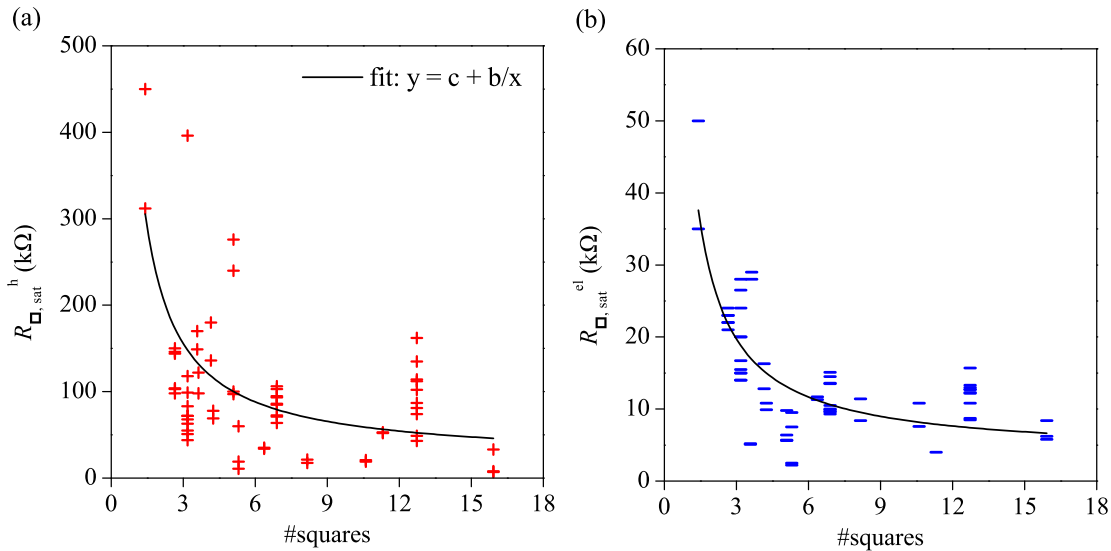 (a)
500
400
300
200
100
0
0 3 6 9 12 15 18
R□, sat h (kΩ)
#squares
fit: y = c + b/x
(b)
60
50
40
30
20
10
0
0 3 6 9 12 15 18
R□, sat el (kΩ)
#squares